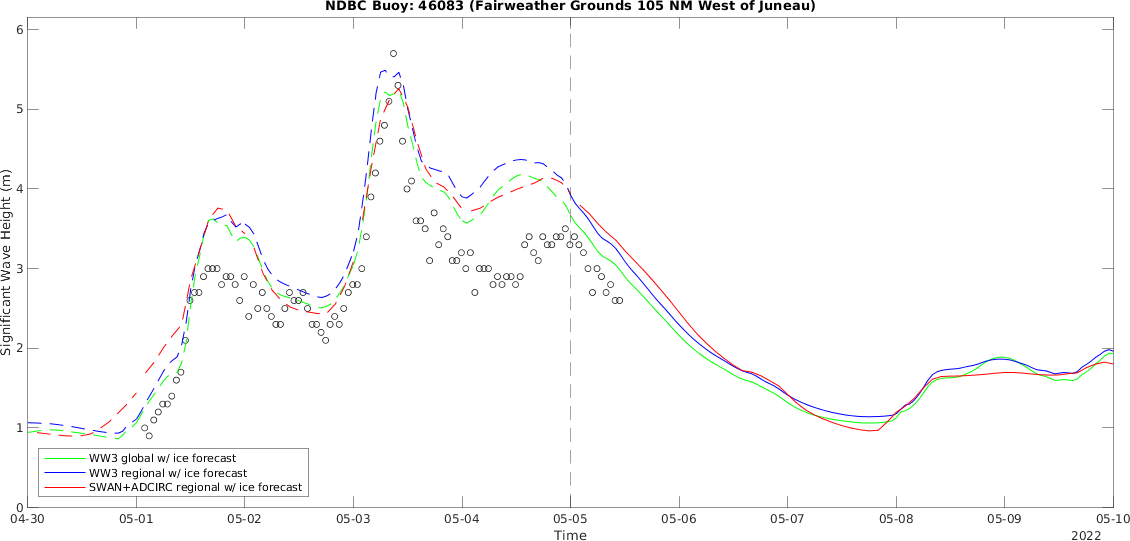 NDBC Buoy: 46083 (Fairweather Grounds 105 NM West of Juneau)
Significant Wave Height (m)
6
5
4
3
2
1
0
WW3 global w/ ice forecast
WW3 regional w/ ice forecast
SWAN+ADCIRC regional w/ ice forecast
04-30 05-01 05-02 05-03 05-04 05-05 05-06 05-07 05-08 05-09 05-10
Time
2022